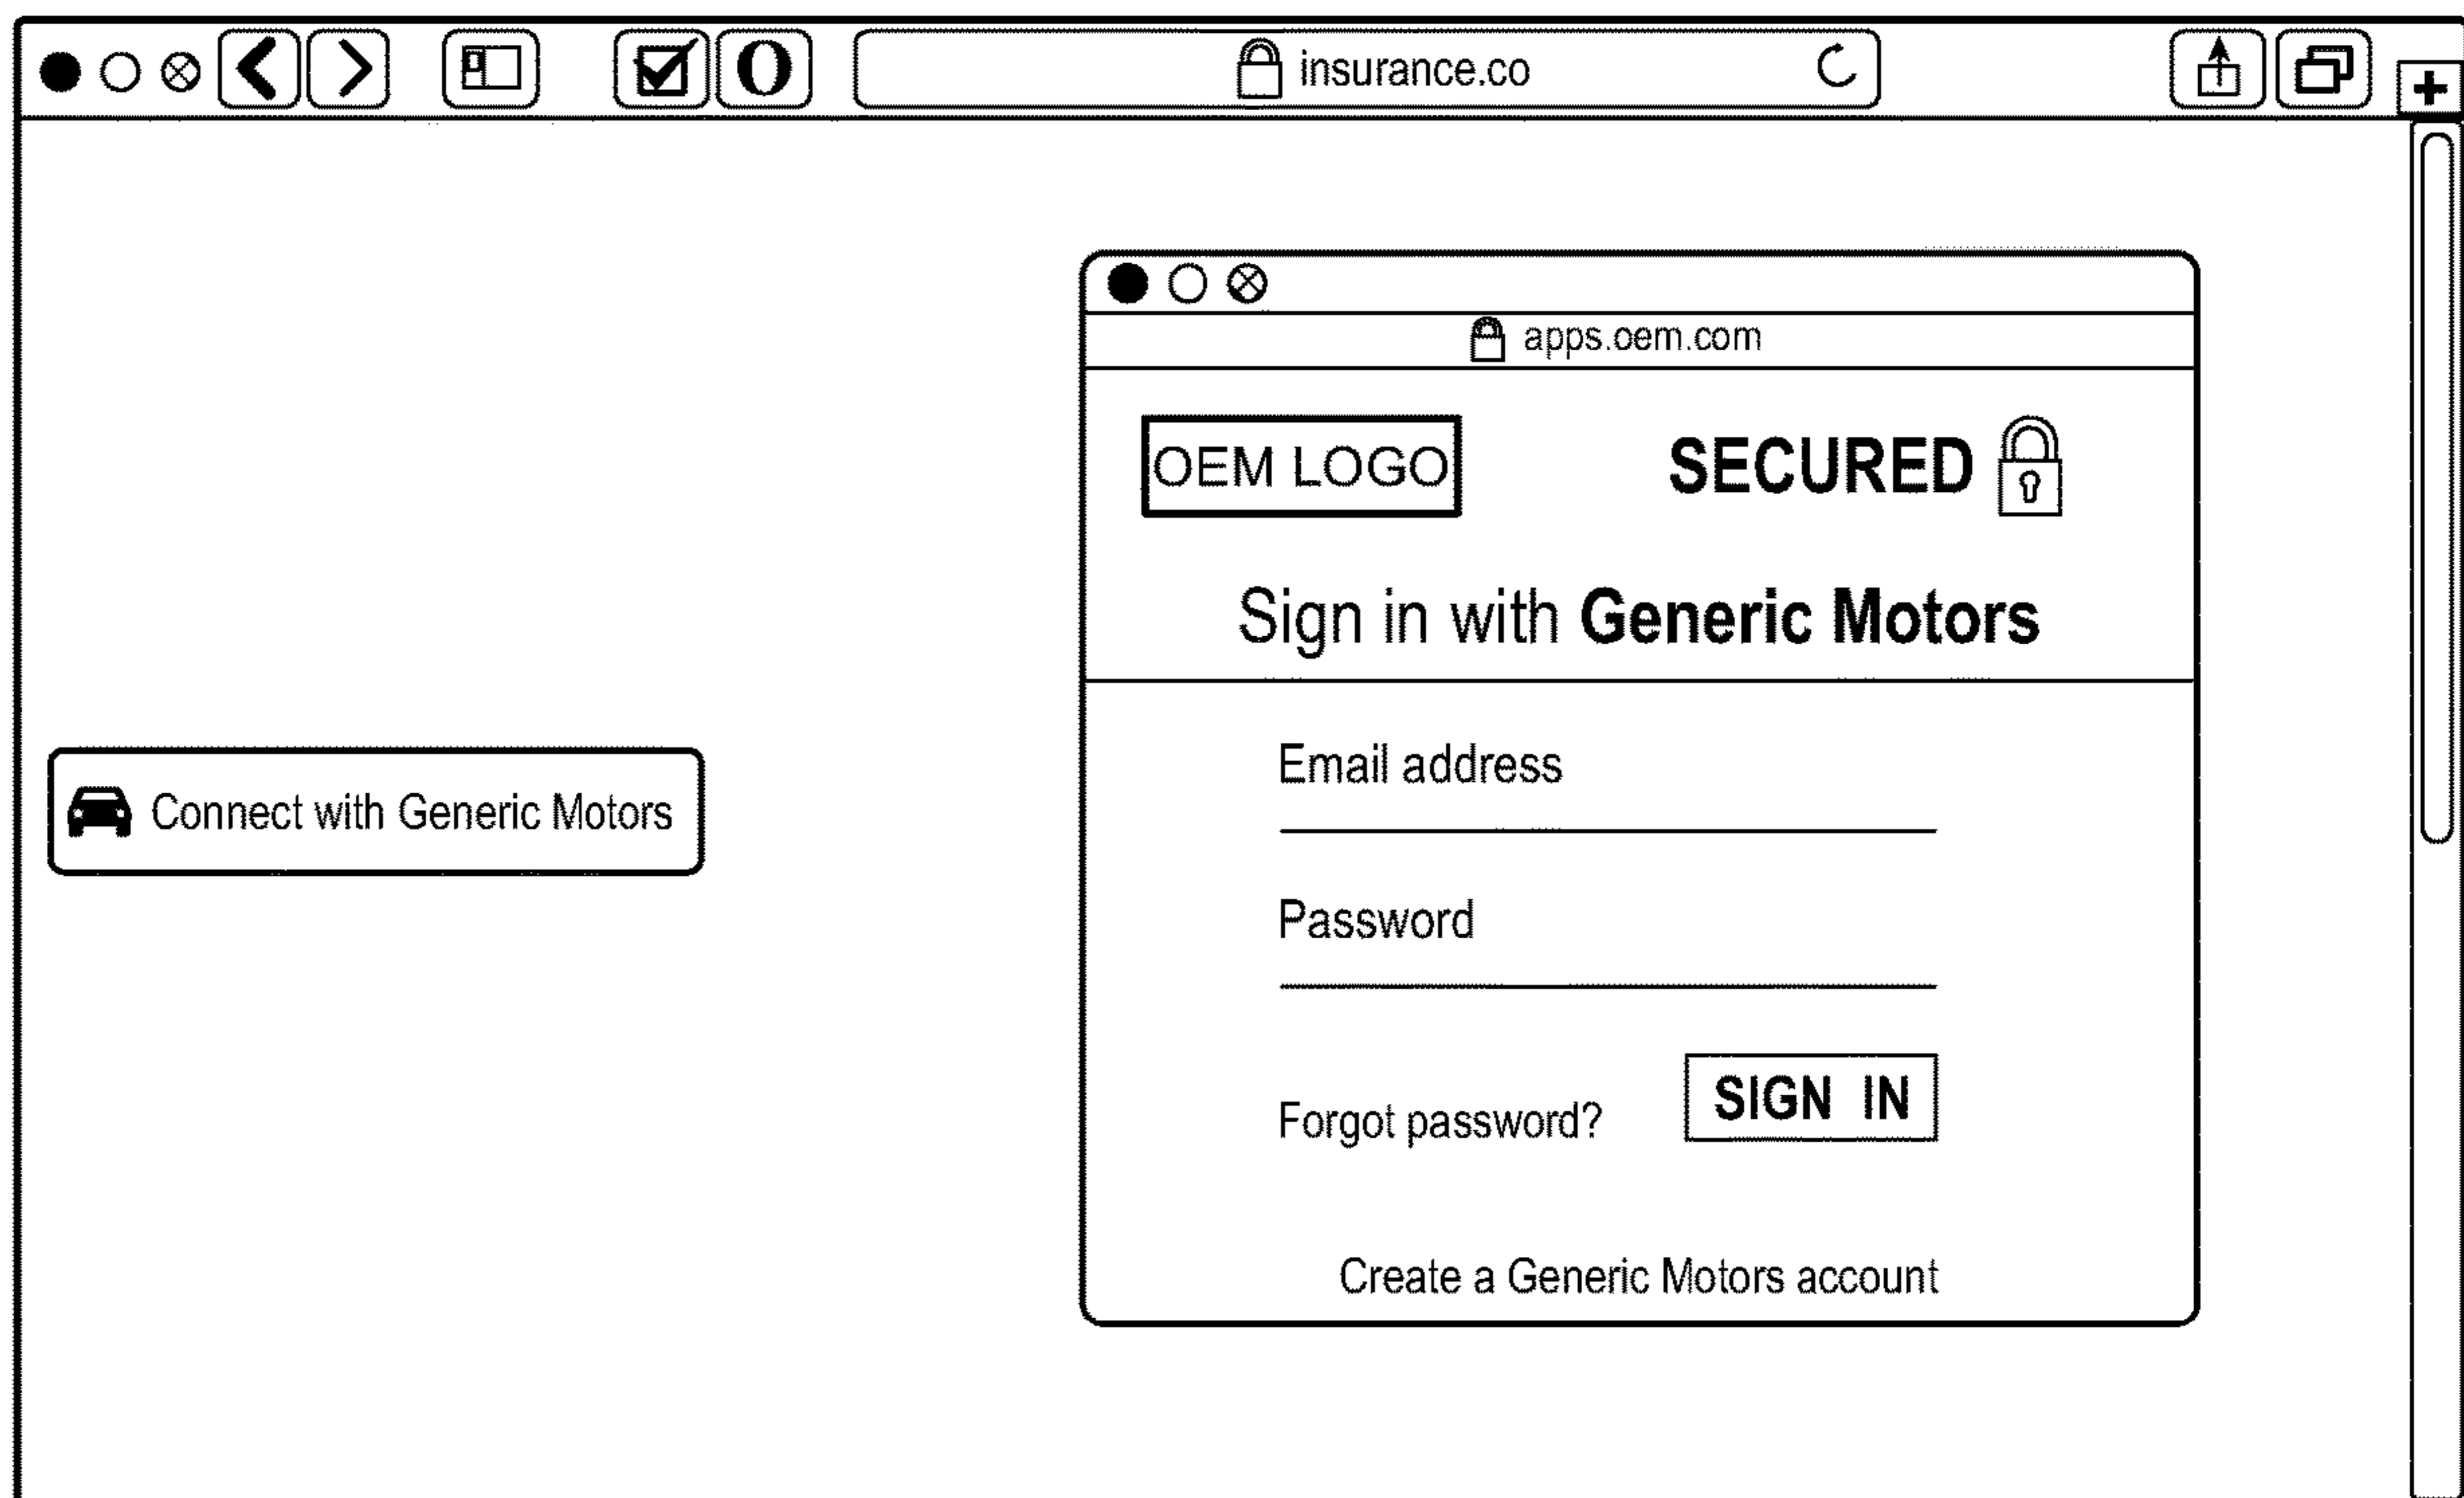 insurance.co
apps.oem.com
OEM LOGO
SECURED
Sign in with Generic Motors
Connect with Generic Motors
Email address
Password
Forgot password?
SIGN IN
Create a Generic Motors account